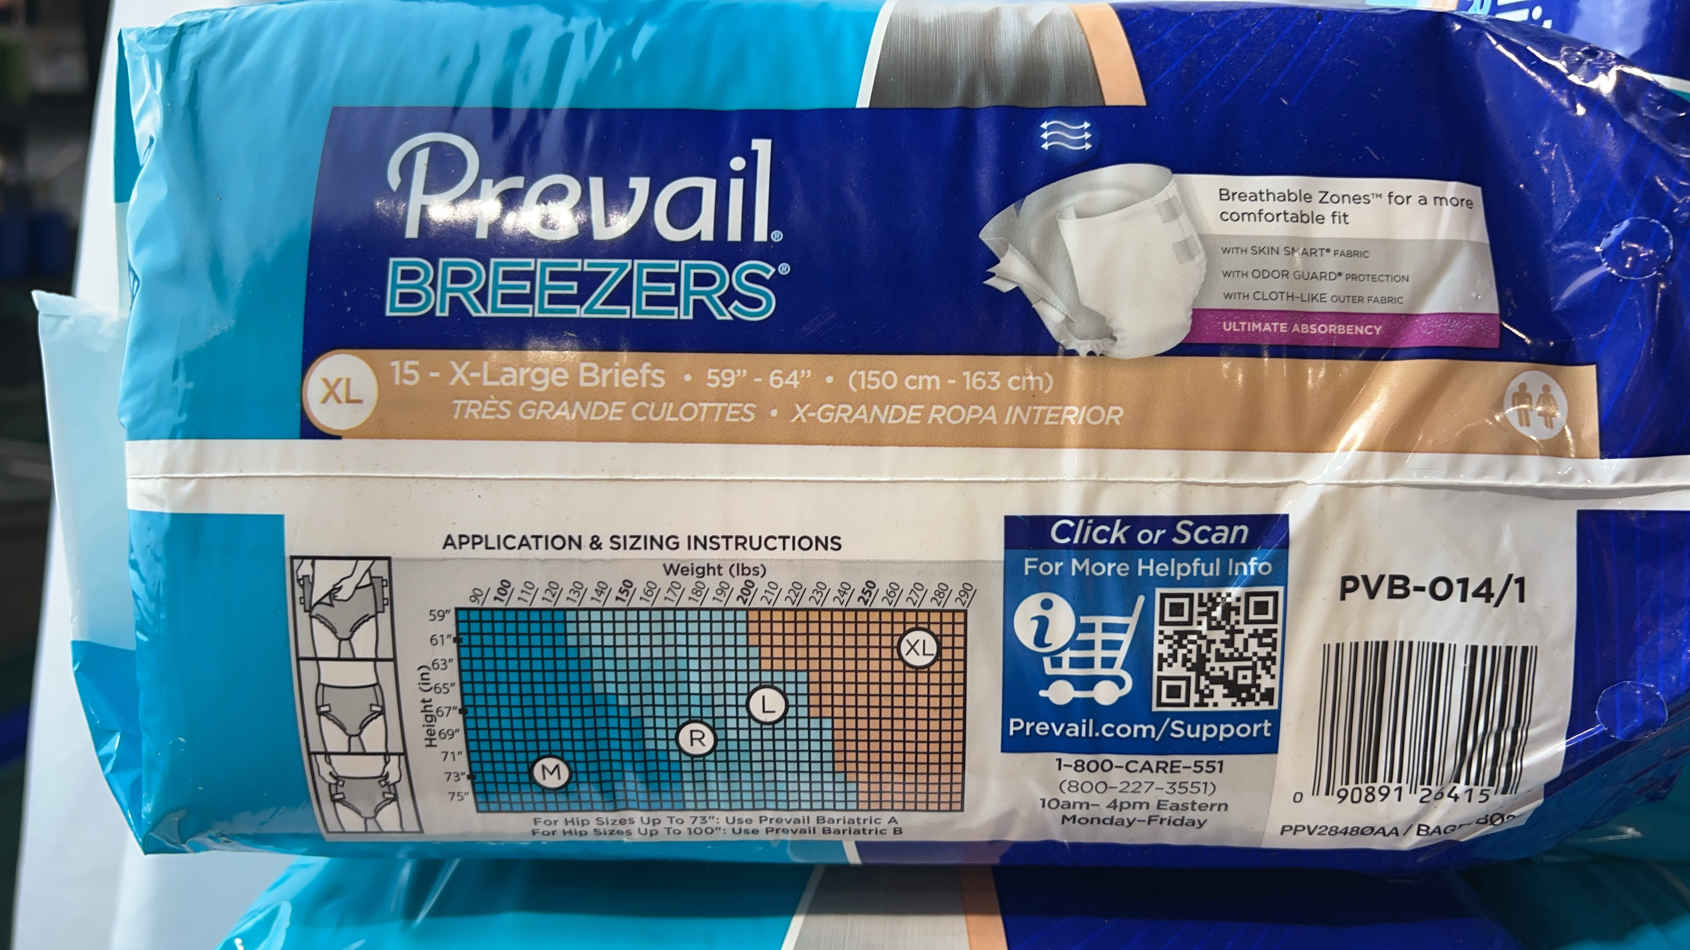 Prevail®
BREEZERS®
Breathable Zones™ for a more
comfortable fit
WITH SKIN SMART® FABRIC
WITH ODOR GUARD® PROTECTION
WITH CLOTH-LIKE OUTER FABRIC
ULTIMATE ABSORBENCY
XL
15 - X-Large Briefs • 59” - 64” • (150 cm - 163 cm)
TRÈS GRANDE CULOTTES • X-GRANDE ROPA INTERIOR
APPLICATION & SIZING INSTRUCTIONS
Weight (lbs)
90 100 110 120 130 140 150 160 170 180 190 200 210 220 230 240 250 260 270 280 290
Height (in)
59"
61"
63"
65"
67"
69"
71"
73"
75"
XL
L
R
M
For Hip Sizes Up To 73": Use Prevail Bariatric A
For Hip Sizes Up To 100": Use Prevail Bariatric B
Click or Scan
For More Helpful Info
i
Prevail.com/Support
1-800-CARE-551
(800-227-3551)
10am- 4pm Eastern
Monday-Friday
PVB-014/1
0 90891 26415
PPV2848ØAA /